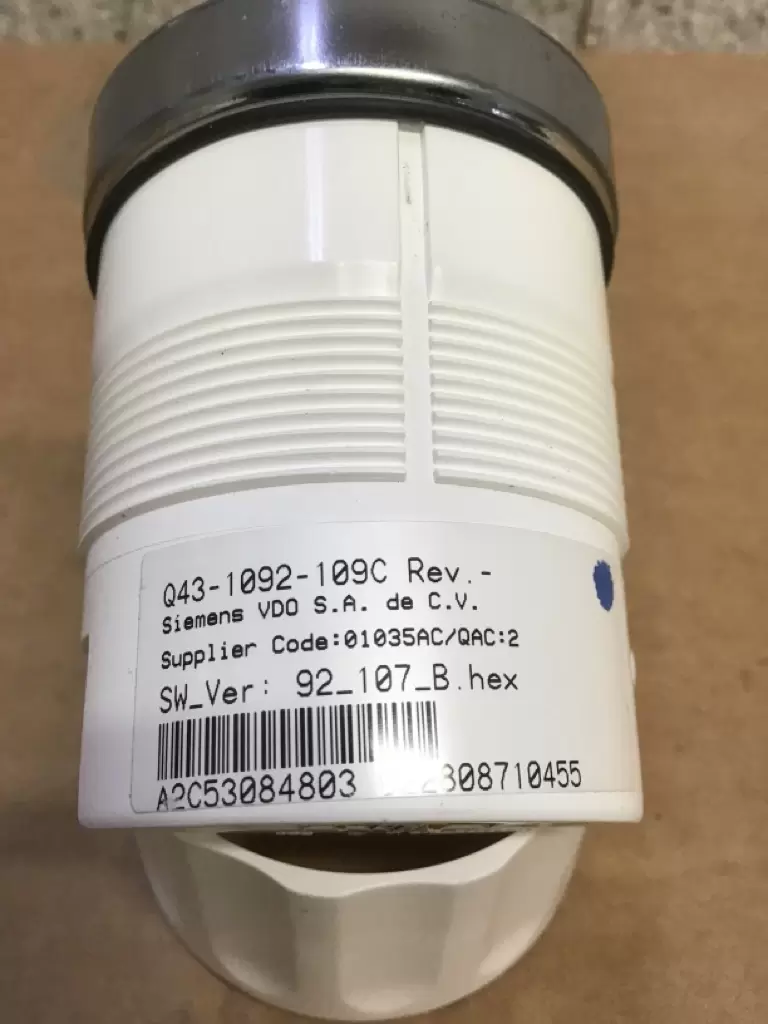 Q43-1092-109C Rev.-
Siemens VDO S.A. de C.V.
Supplier Code:01035AC/QAC:2
SW_Ver: 92_107_B.hex
A2C53084803